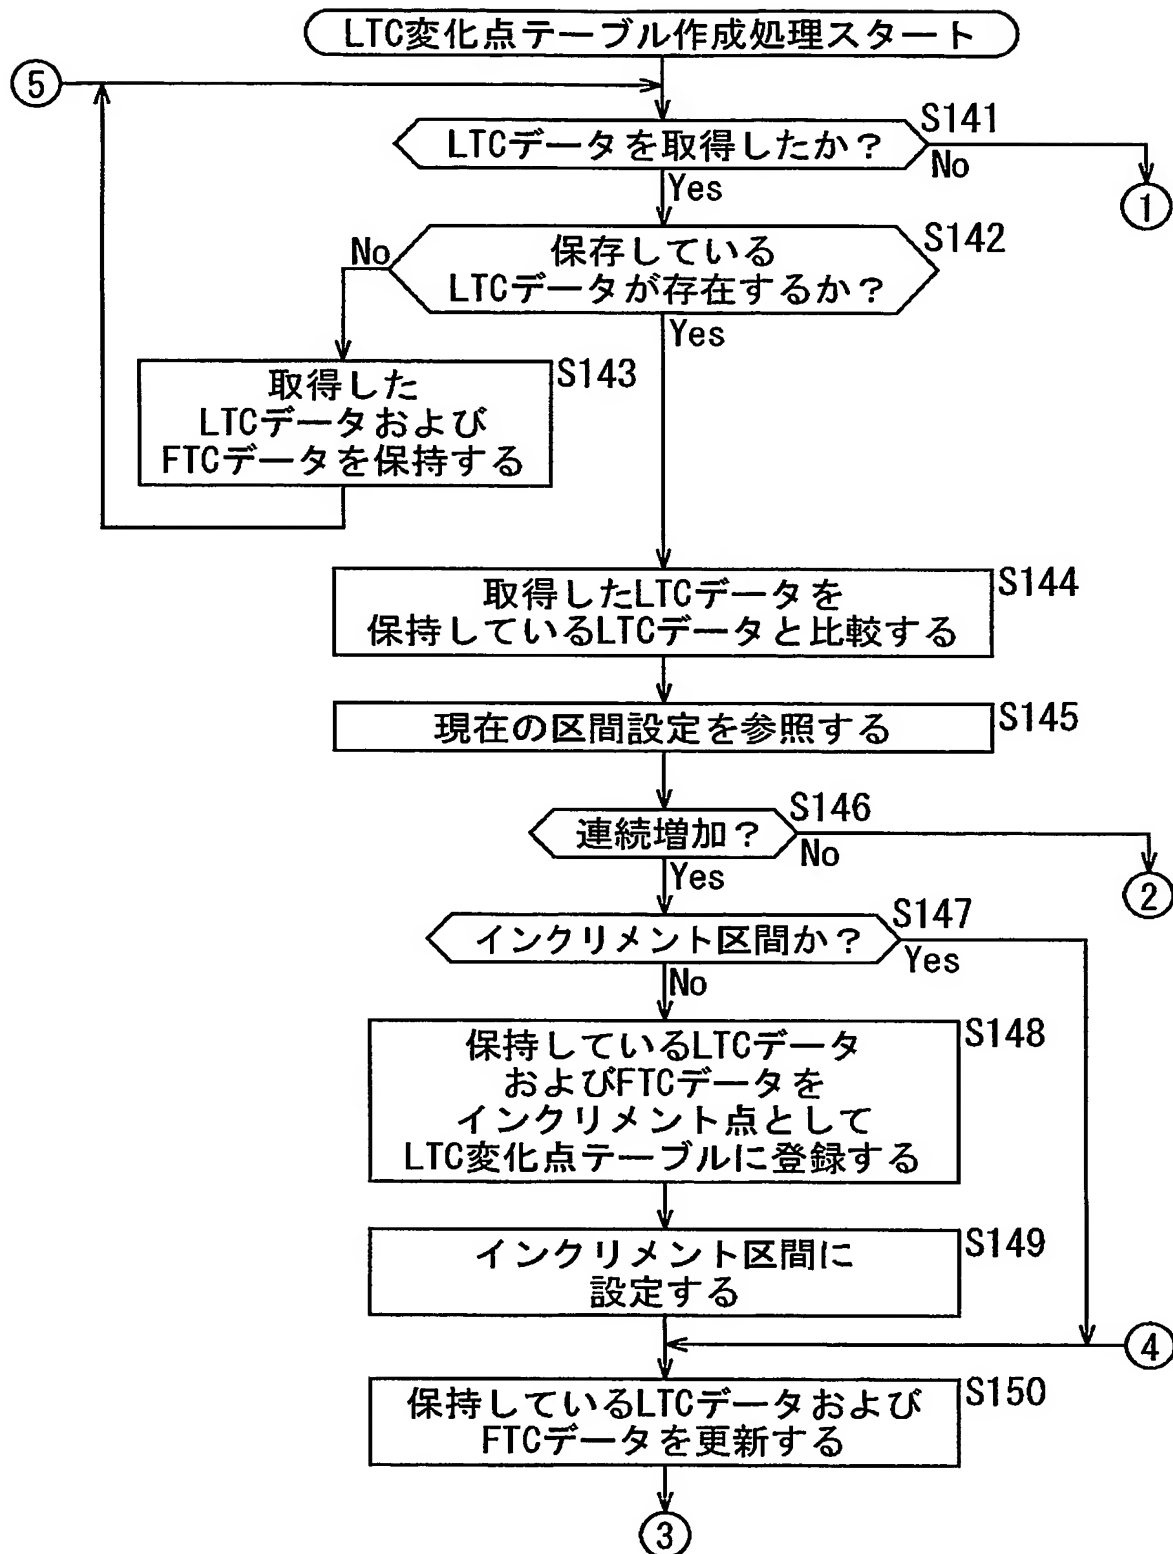 LTC変化点テーブル作成処理スタート
⑤
S141
LTCデータを取得したか？
No
Yes
①
S142
No
保存している
LTCデータが存在するか？
Yes
S143
取得した
LTCデータおよび
FTCデータを保持する
S144
取得したLTCデータを
保持しているLTCデータと比較する
S145
現在の区間設定を参照する
S146
連続増加？
No
Yes
②
S147
インクリメント区間か？
Yes
No
S148
保持しているLTCデータ
およびFTCデータを
インクリメント点として
LTC変化点テーブルに登録する
S149
インクリメント区間に
設定する
④
S150
保持しているLTCデータおよび
FTCデータを更新する
③